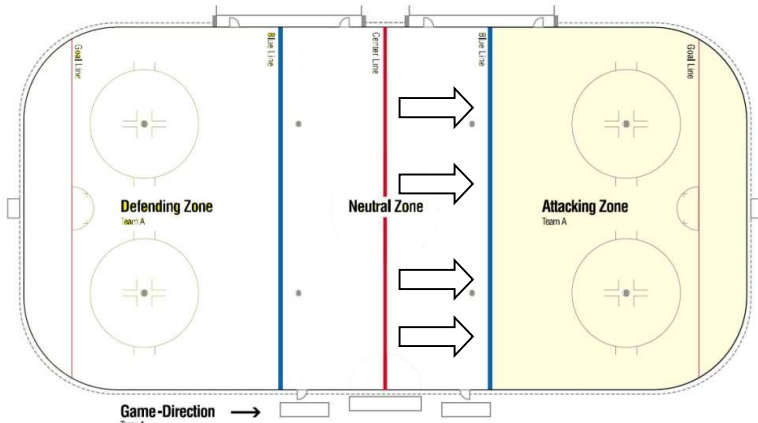 Goal Line
Blue Line
Center Line
Blue Line
Goal Line
Defending Zone
Team A
Neutral Zone
Attacking Zone
Team A
Game-Direction
Team A